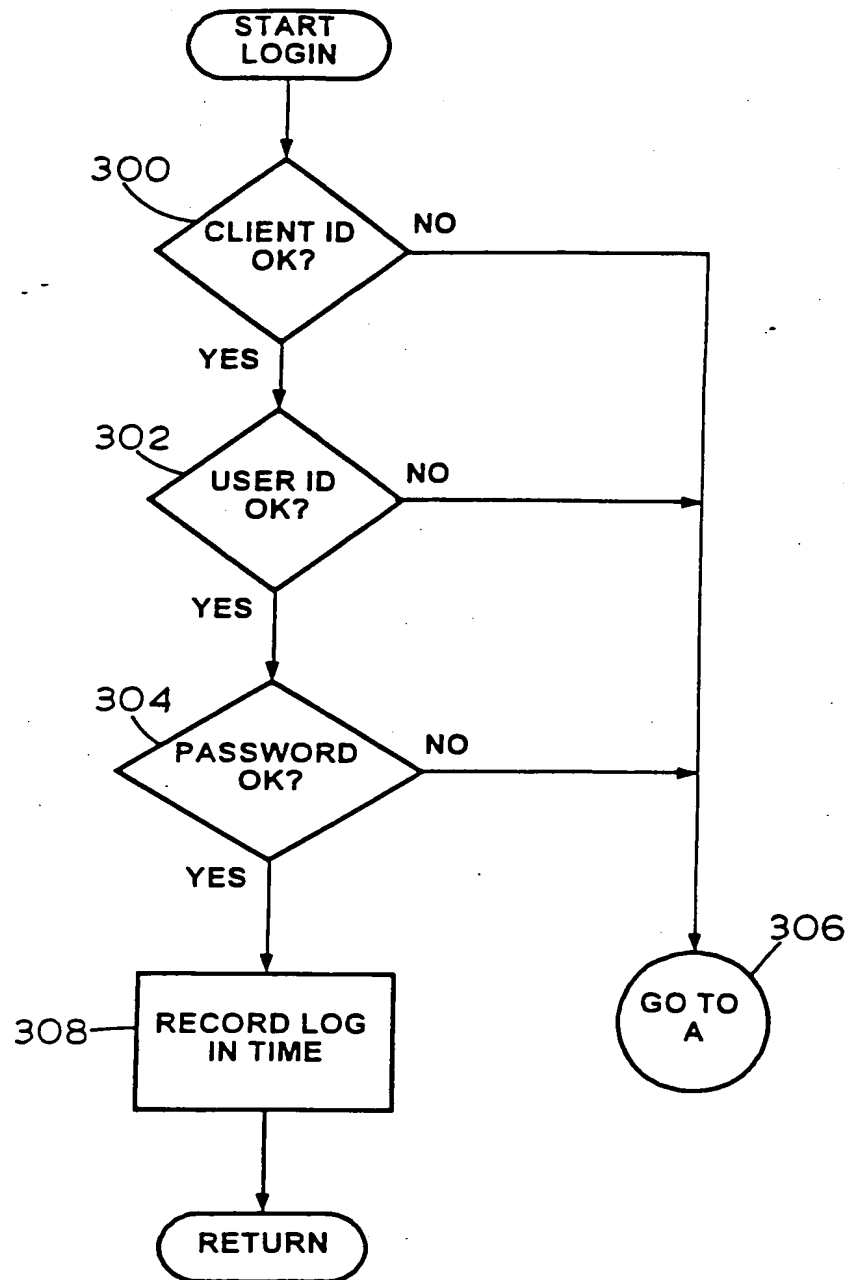 START
LOGIN
300
CLIENT ID
OK?
NO
YES
302
USER ID
OK?
NO
YES
304
PASSWORD
OK?
NO
YES
306
GO TO
A
308
RECORD LOG
IN TIME
RETURN